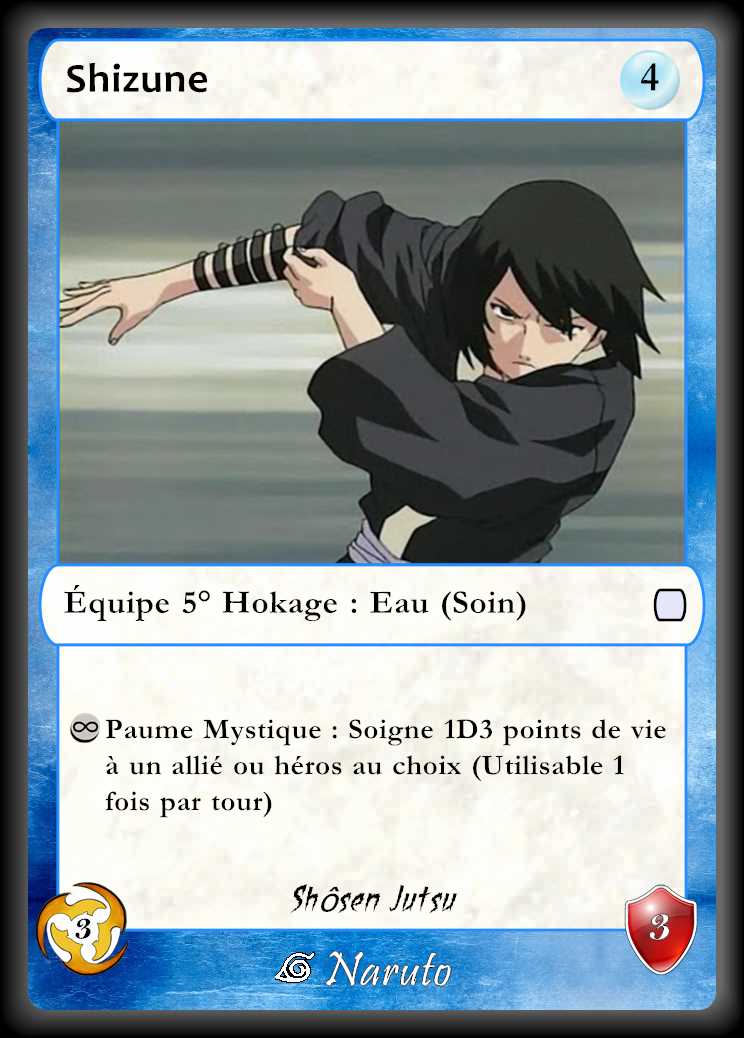 Shizune
4
Équipe 5° Hokage : Eau (Soin)
∞ Paume Mystique : Soigne 1D3 points de vie
à un allié ou héros au choix (Utilisable 1
fois par tour)
Shôsen Jutsu
3
3
Naruto